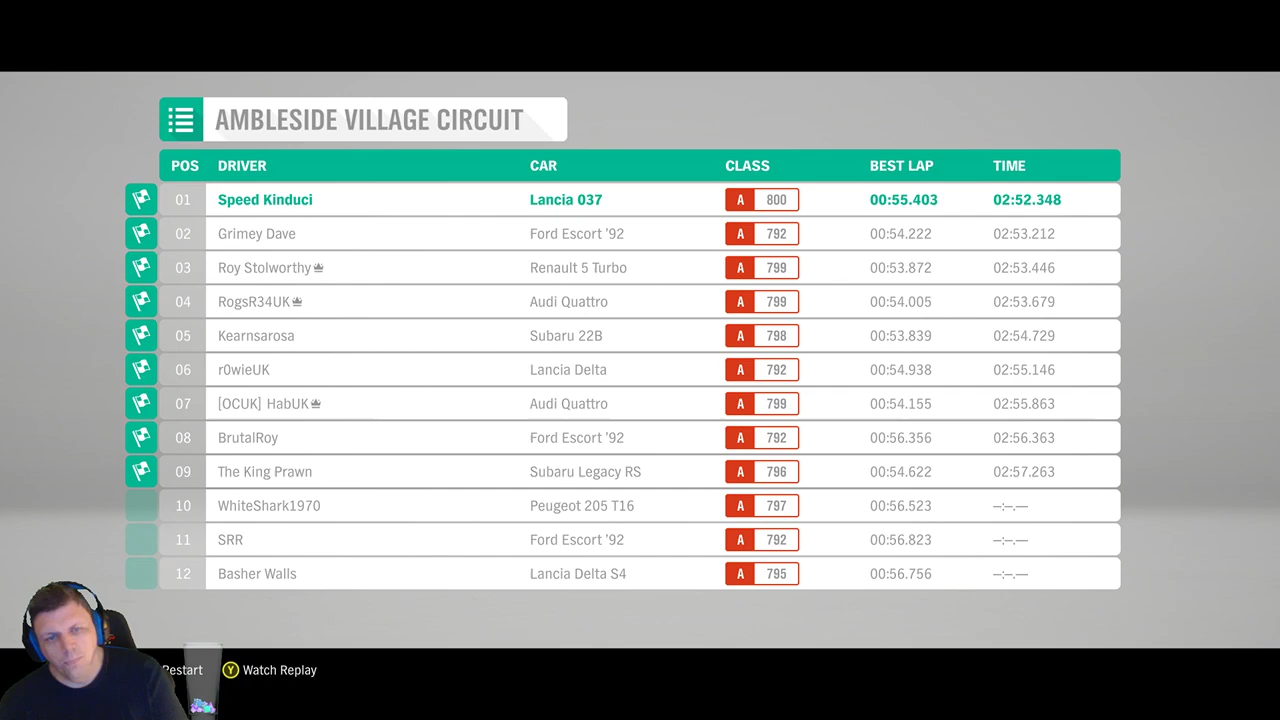 AMBLESIDE VILLAGE CIRCUIT
POS DRIVER CAR CLASS BEST LAP TIME
01 Speed Kinduci Lancia 037 A 800 00:55.403 02:52.348
02 Grimey Dave Ford Escort '92 A 792 00:54.222 02:53.212
03 Roy Stolworthy Renault 5 Turbo A 799 00:53.872 02:53.446
04 RogsR34UK Audi Quattro A 799 00:54.005 02:53.679
05 Kearnsarosa Subaru 22B A 798 00:53.839 02:54.729
06 r0wieUK Lancia Delta A 792 00:54.938 02:55.146
07 [OCUK] HabUK Audi Quattro A 799 00:54.155 02:55.863
08 BrutalRoy Ford Escort '92 A 792 00:56.356 02:56.363
09 The King Prawn Subaru Legacy RS A 796 00:54.622 02:57.263
10 WhiteShark1970 Peugeot 205 T16 A 797 00:56.523 --:--.---
11 SRR Ford Escort '92 A 792 00:56.823 --:--.---
12 Basher Walls Lancia Delta S4 A 795 00:56.756 --:--.---
Restart Y Watch Replay